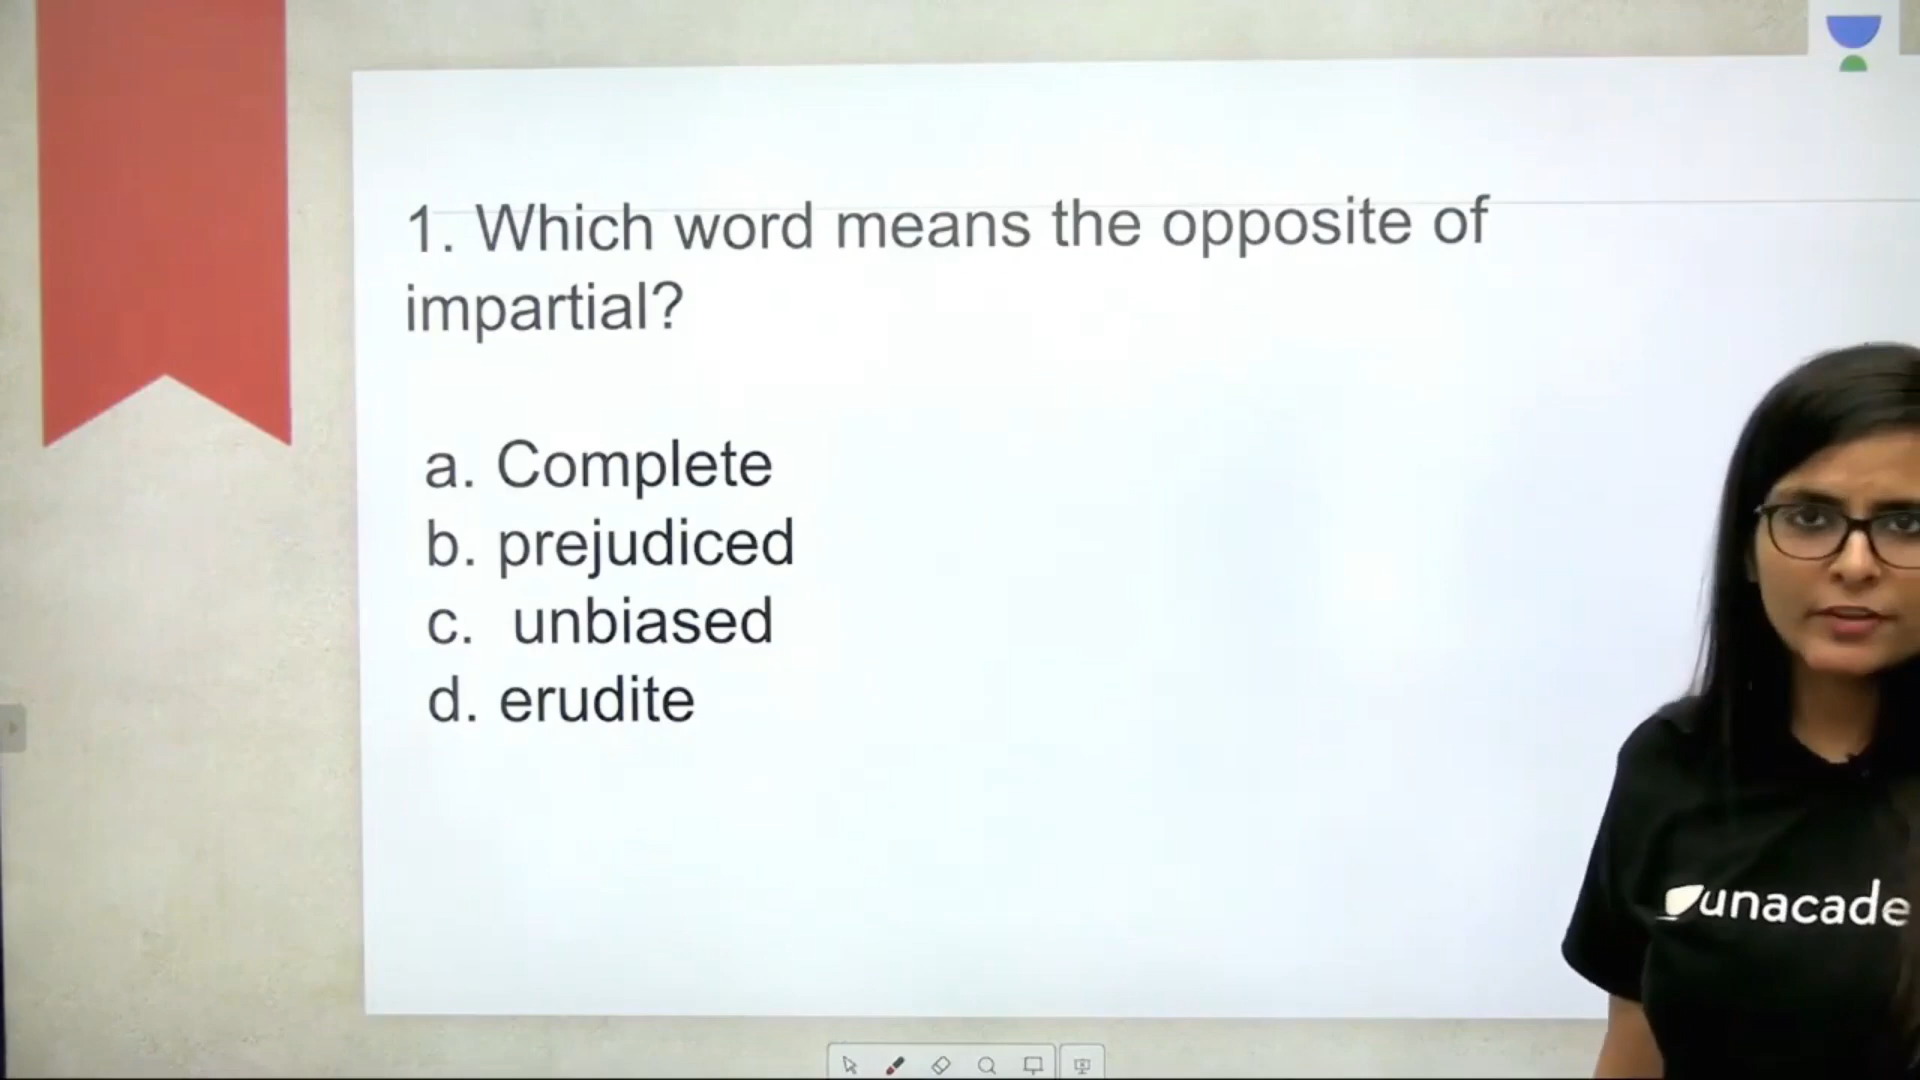 1. Which word means the opposite of
impartial?
a. Complete
b. prejudiced
c. unbiased
d. erudite
unacade